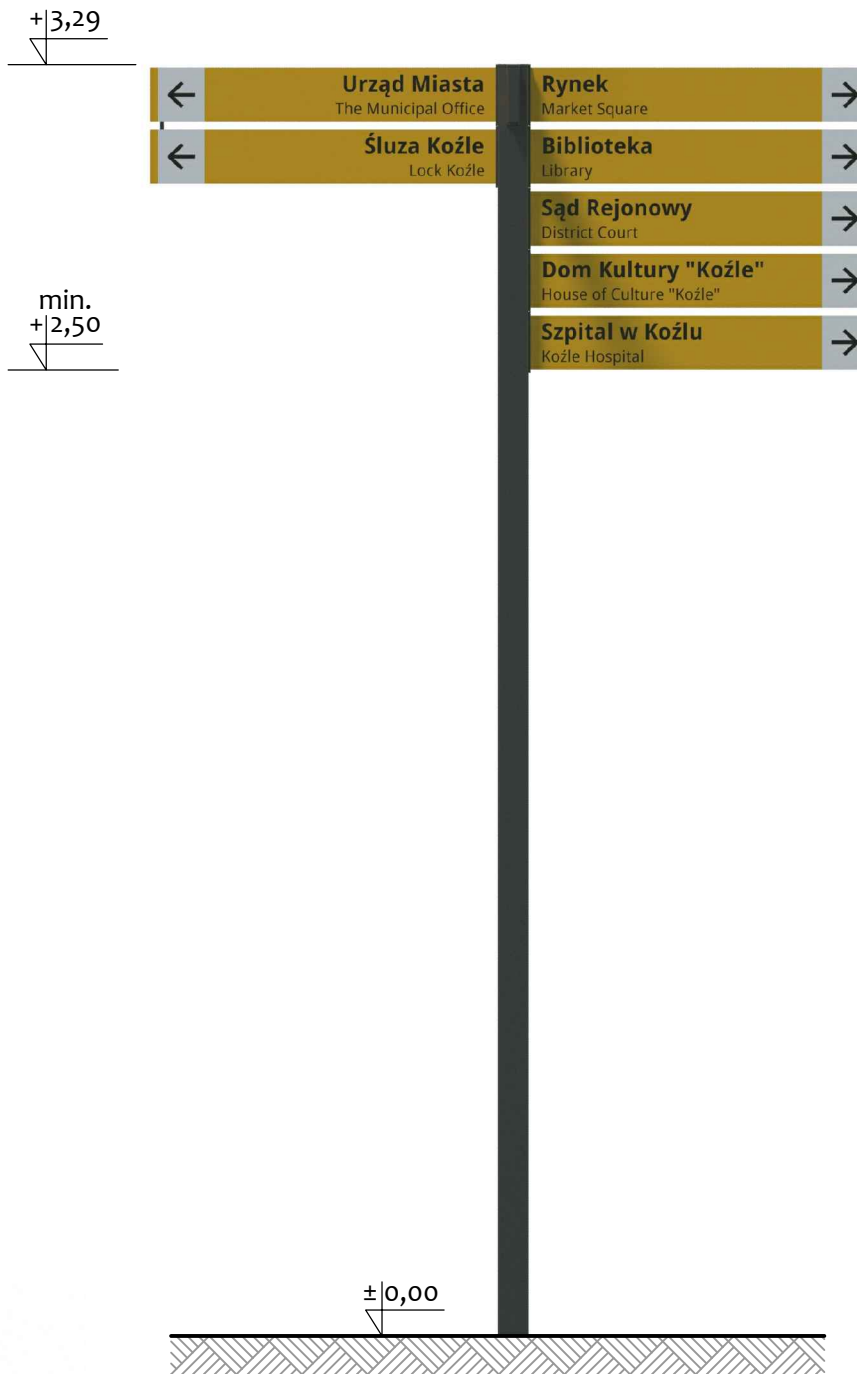 +3,29
Urząd Miasta
The Municipal Office
Śluza Koźle
Lock Koźle
Rynek
Market Square
Biblioteka
Library
Sąd Rejonowy
District Court
Dom Kultury "Koźle"
House of Culture "Koźle"
Szpital w Koźlu
Koźle Hospital
min.
+2,50
±0,00